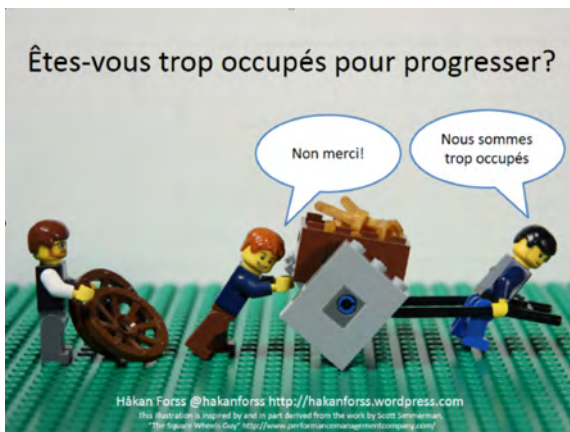 Êtes-vous trop occupés pour progresser?
Non merci!
Nous sommes
trop occupés
Håkan Forss @hakanforss http://hakanforss.wordpress.com
This illustration is inspired by and in part derived from the work by Scott Simmerman,
"The Square Wheels Guy" http://www.performancemanagementcompany.com/